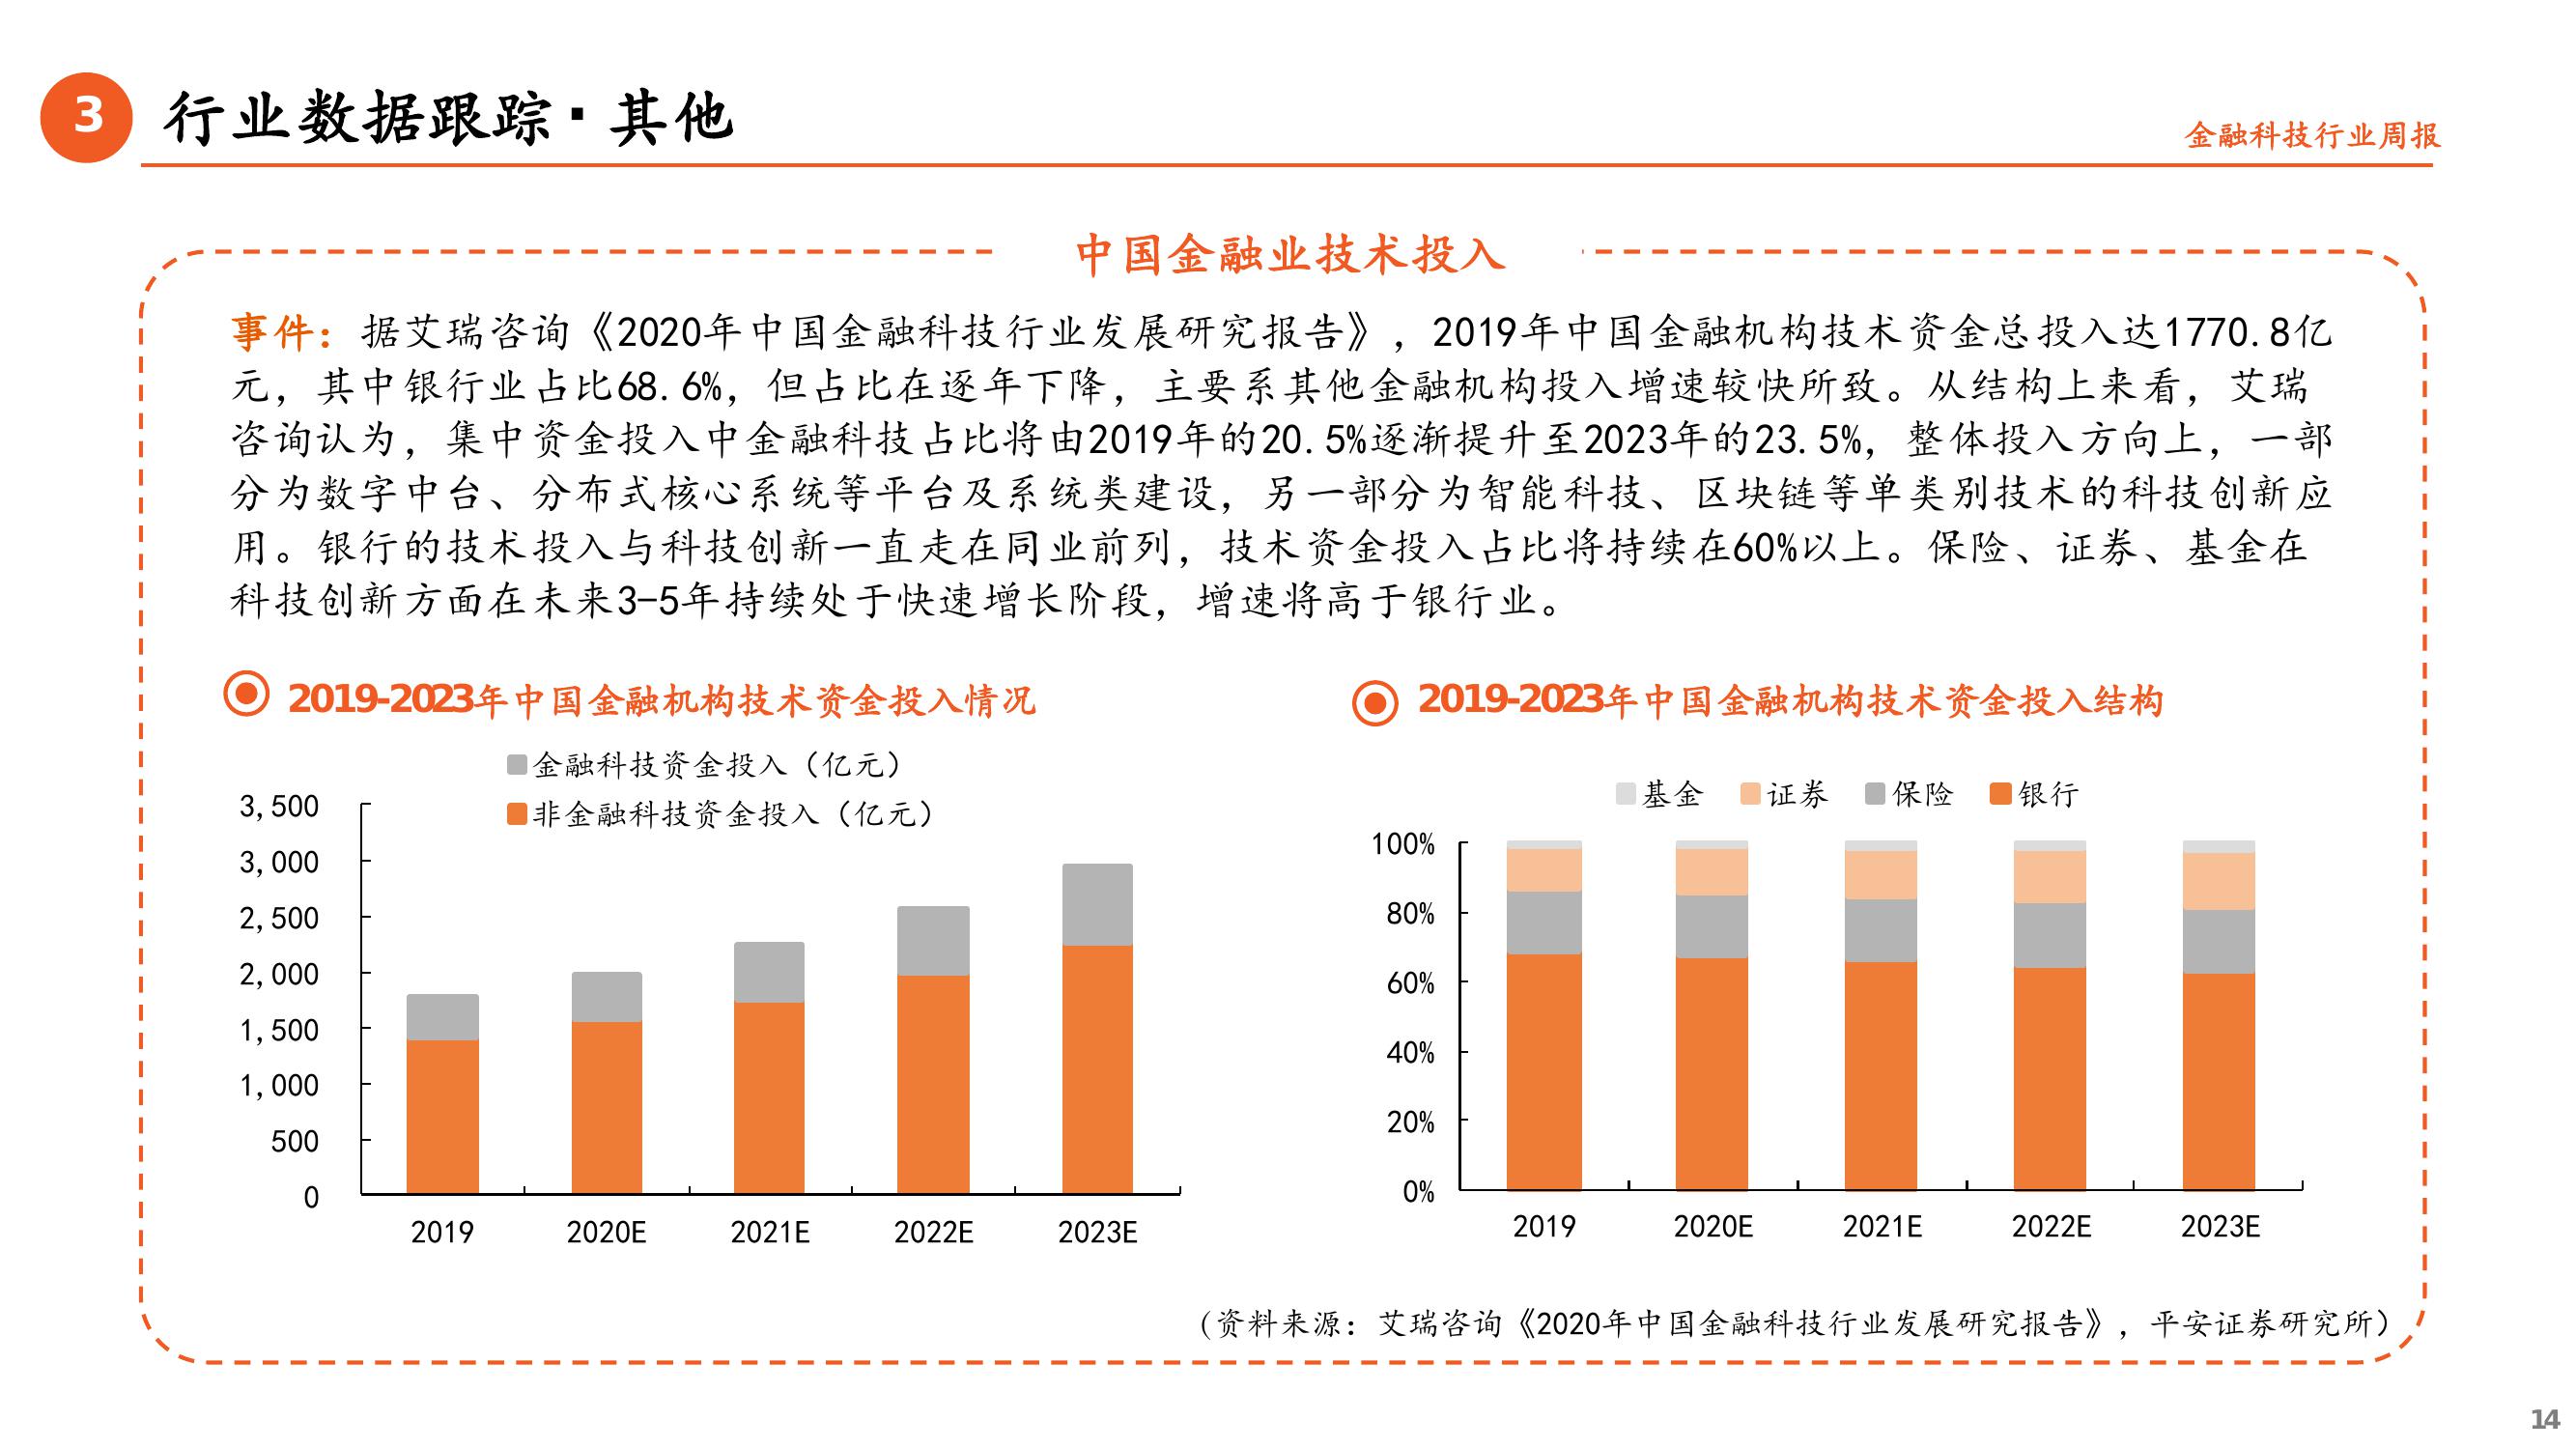 3
行业数据跟踪·其他
金融科技行业周报
中国金融业技术投入
事件：据艾瑞咨询《2020年中国金融科技行业发展研究报告》，2019年中国金融机构技术资金总投入达1770.8亿
元，其中银行业占比68.6%，但占比在逐年下降，主要系其他金融机构投入增速较快所致。从结构上来看，艾瑞
咨询认为，集中资金投入中金融科技占比将由2019年的20.5%逐渐提升至2023年的23.5%，整体投入方向上，一部
分为数字中台、分布式核心系统等平台及系统类建设，另一部分为智能科技、区块链等单类别技术的科技创新应
用。银行的技术投入与科技创新一直走在同业前列，技术资金投入占比将持续在60%以上。保险、证券、基金在
科技创新方面在未来3-5年持续处于快速增长阶段，增速将高于银行业。
2019-2023年中国金融机构技术资金投入情况
金融科技资金投入（亿元）
非金融科技资金投入（亿元）
3,500
3,000
2,500
2,000
1,500
1,000
500
0
2019 2020E 2021E 2022E 2023E
2019-2023年中国金融机构技术资金投入结构
基金 证券 保险 银行
100%
80%
60%
40%
20%
0%
2019 2020E 2021E 2022E 2023E
（资料来源：艾瑞咨询《2020年中国金融科技行业发展研究报告》，平安证券研究所）
14